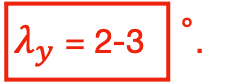 λy = 2-3 °.